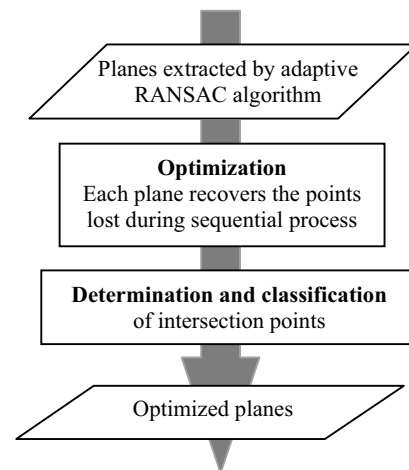 Planes extracted by adaptive
RANSAC algorithm
Optimization
Each plane recovers the points
lost during sequential process
Determination and classification
of intersection points
Optimized planes